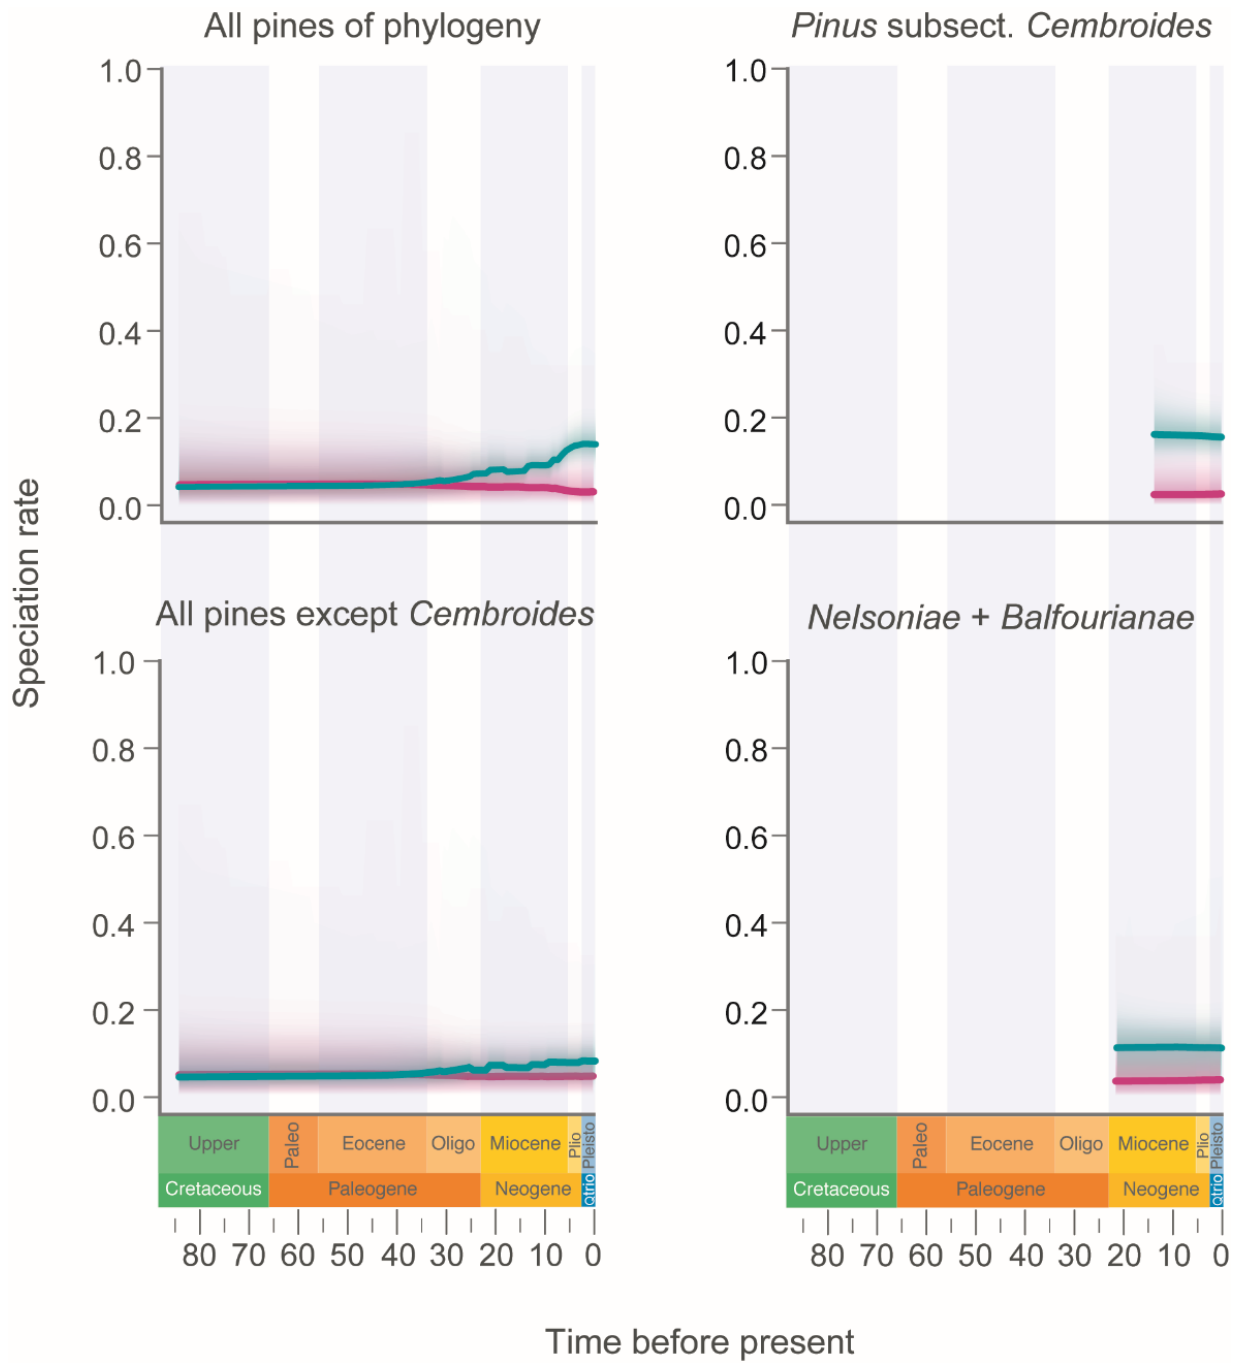 All pines of phylogeny
1.0
0.8
0.6
0.4
0.2
0.0
Pinus subsect. Cembroides
1.0
0.8
0.6
0.4
0.2
0.0
Speciation rate
All pines except Cembroides
1.0
0.8
0.6
0.4
0.2
0.0
Nelsoniae + Balfourianae
1.0
0.8
0.6
0.4
0.2
0.0
Upper Paleo Eocene Oligo Miocene Plio Pleisto
Cretaceous Paleogene Neogene Qtrio
80 70 60 50 40 30 20 10 0
Upper Paleo Eocene Oligo Miocene Plio Pleisto
Cretaceous Paleogene Neogene Qtrio
80 70 60 50 40 30 20 10 0
Time before present